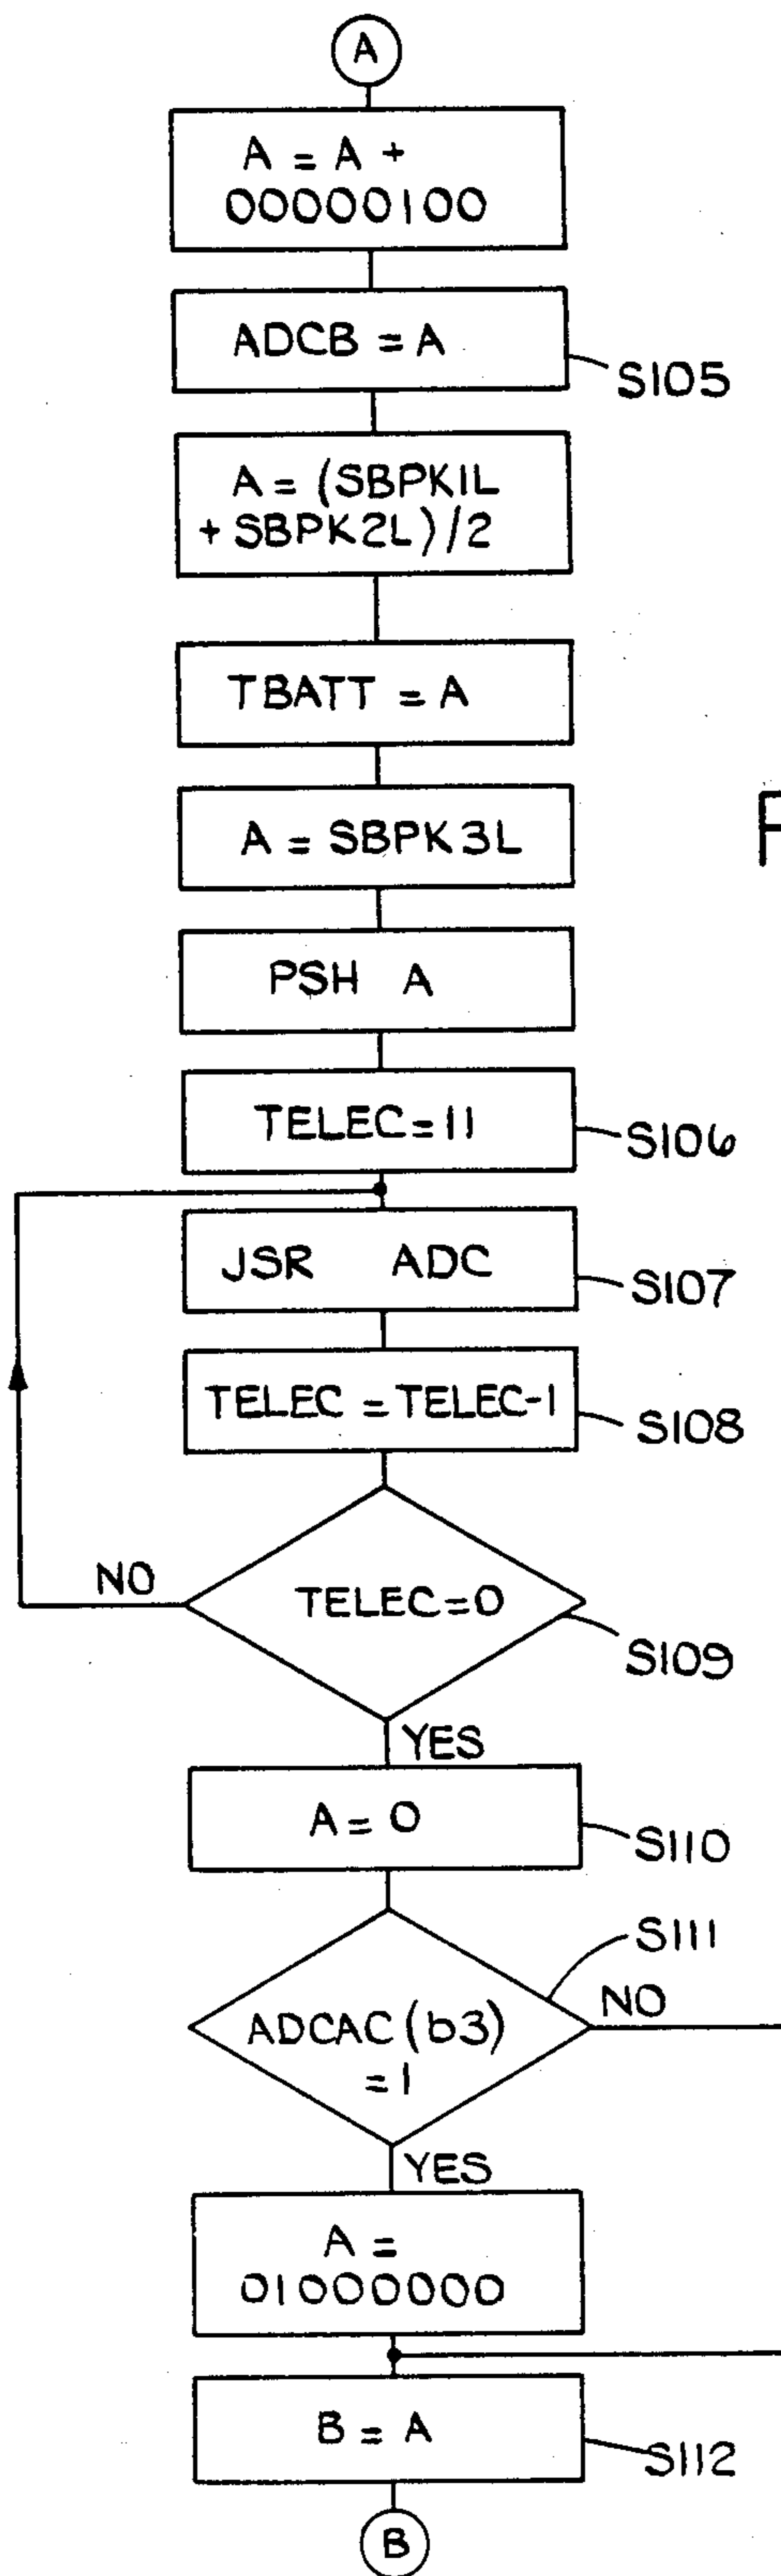 A
A = A +
00000100
ADCB = A
S105
A = (SBPK1L
+ SBPK2L)/2
TBATT = A
A = SBPK3L
F
PSH A
TELEC=11
S106
JSR ADC
S107
TELEC = TELEC-1
S108
NO
TELEC=0
S109
YES
A = 0
S110
S111
NO
ADCAC(b3)
=1
YES
A =
01000000
B = A
S112
B